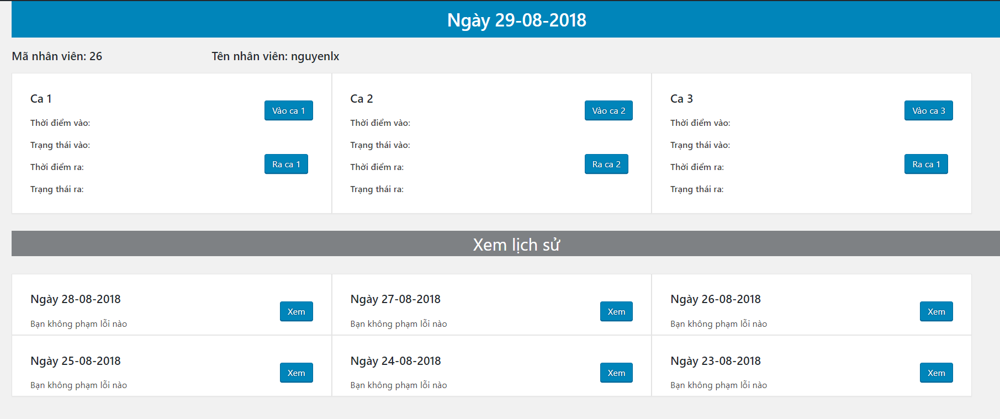 Ngày 29-08-2018
Mã nhân viên: 26
Tên nhân viên: nguyenlx
Ca 1
Vào ca 1
Thời điểm vào:
Trạng thái vào:
Ra ca 1
Thời điểm ra:
Trạng thái ra:
Ca 2
Vào ca 2
Thời điểm vào:
Trạng thái vào:
Ra ca 2
Thời điểm ra:
Trạng thái ra:
Ca 3
Vào ca 3
Thời điểm vào:
Trạng thái vào:
Ra ca 1
Thời điểm ra:
Trạng thái ra:
Xem lịch sử
Ngày 28-08-2018
Xem
Bạn không phạm lỗi nào
Ngày 27-08-2018
Xem
Bạn không phạm lỗi nào
Ngày 26-08-2018
Xem
Bạn không phạm lỗi nào
Ngày 25-08-2018
Xem
Bạn không phạm lỗi nào
Ngày 24-08-2018
Xem
Bạn không phạm lỗi nào
Ngày 23-08-2018
Xem
Bạn không phạm lỗi nào